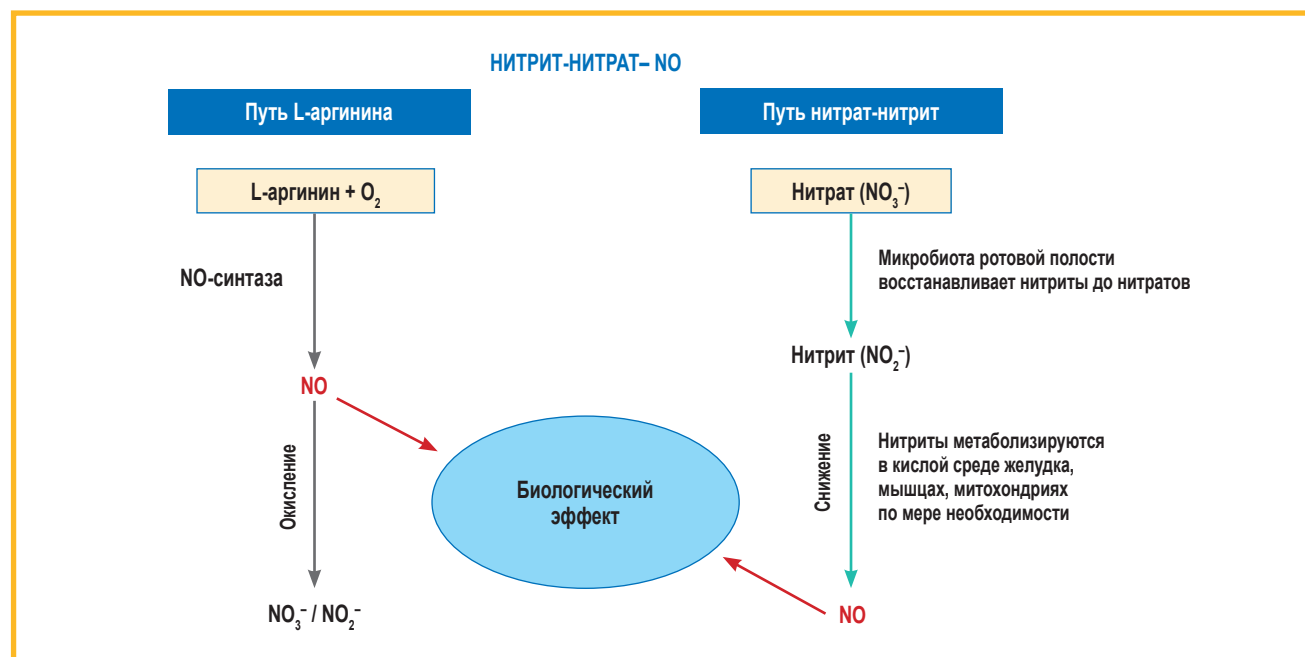 НИТРИТ-НИТРАТ– NO
Путь L-аргинина
L-аргинин + O₂
NO-синтаза
NO
Окисление
NO₃⁻ / NO₂⁻
Биологический
эффект
Путь нитрат-нитрит
Нитрат (NO₃⁻)
Микробиота ротовой полости
восстанавливает нитриты до нитратов
Нитрит (NO₂⁻)
Снижение
Нитриты метаболизируются
в кислой среде желудка,
мышцах, митохондриях
по мере необходимости
NO